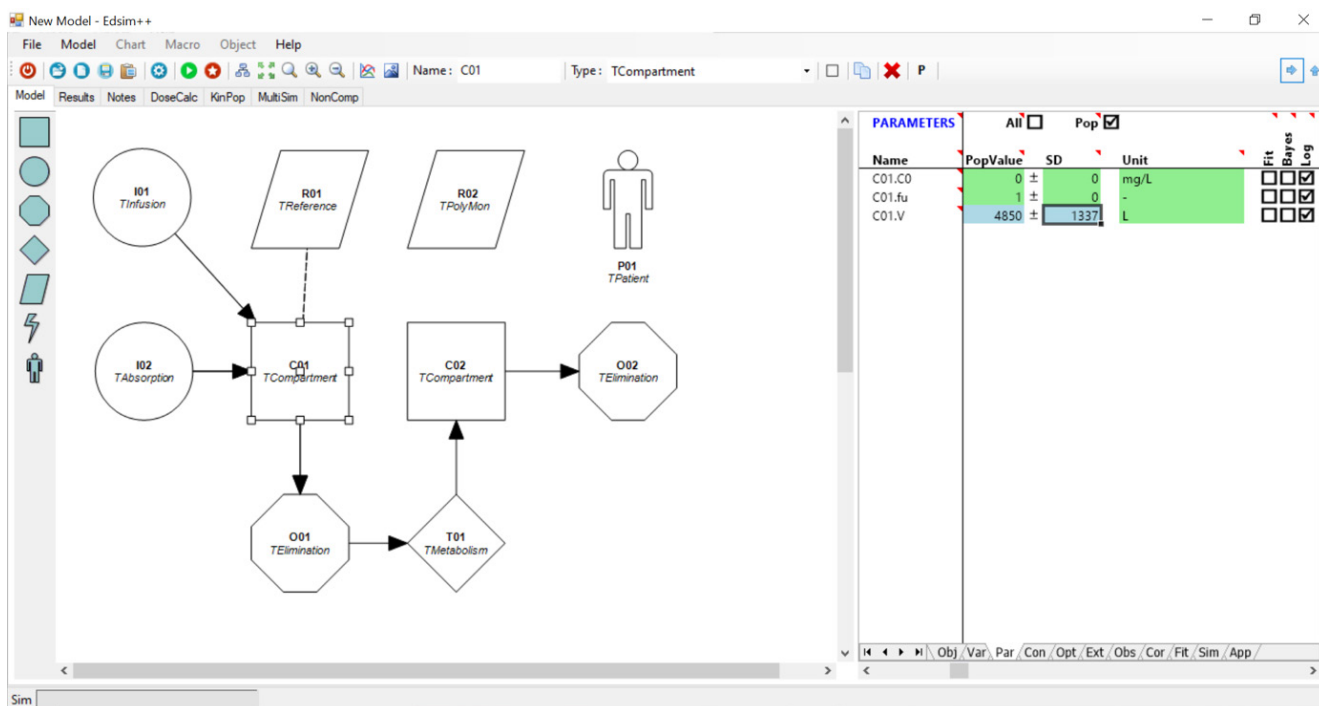 New Model - Edsim++
File Model Chart Macro Object Help
Name: C01 Type: TCompartment P
Model Results Notes DoseCalc KinPop MultiSim NonComp
I01
TInfusion
R01
TReference
R02
TPolyMon
P01
TPatient
I02
TAbsorption
C01
TCompartment
C02
TCompartment
O02
TElimination
O01
TElimination
T01
TMetabolism
PARAMETERS All Pop
Name PopValue SD Unit Fit Bayes Log
C01.C0 0 ± 0 mg/L
C01.fu 1 ± 0 -
C01.V 4850 ± 1337 L
Obj Var Par Con Opt Ext Obs Cor Fit Sim App
Sim